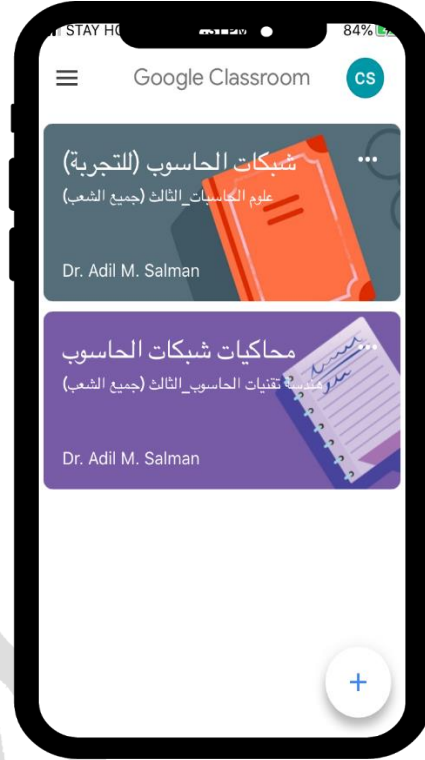 STAY HO
84%
Google Classroom
CS
شبكات الحاسوب (للتجربة)
علوم الحاسبات_الثالث (جميع الشعب)
Dr. Adil M. Salman
محاكيات شبكات الحاسوب
هندسة تقنيات الحاسوب_الثالث (جميع الشعب)
Dr. Adil M. Salman